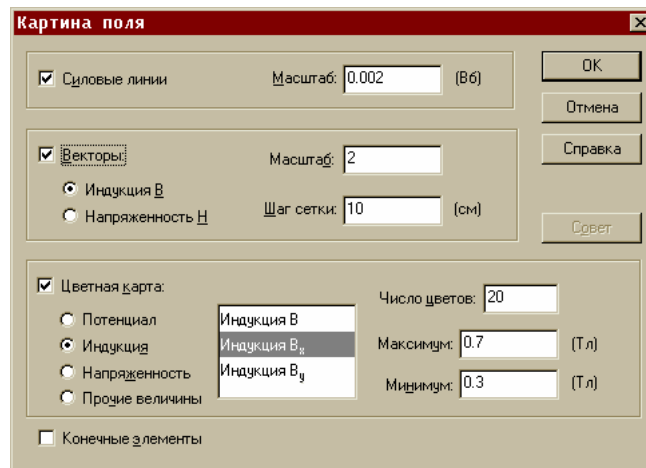 Картина поля
Силовые линии Масштаб: 0.002 (Вб)
OK
Отмена
Векторы: Масштаб: 2
Справка
Индукция B
Напряженность H Шаг сетки: 10 (см)
Совет
Цветная карта: Число цветов: 20
Потенциал Индукция B
Индукция Индукция Bx Максимум: 0.7 (Тл)
Напряженность Индукция By
Прочие величины Минимум: 0.3 (Тл)
Конечные элементы